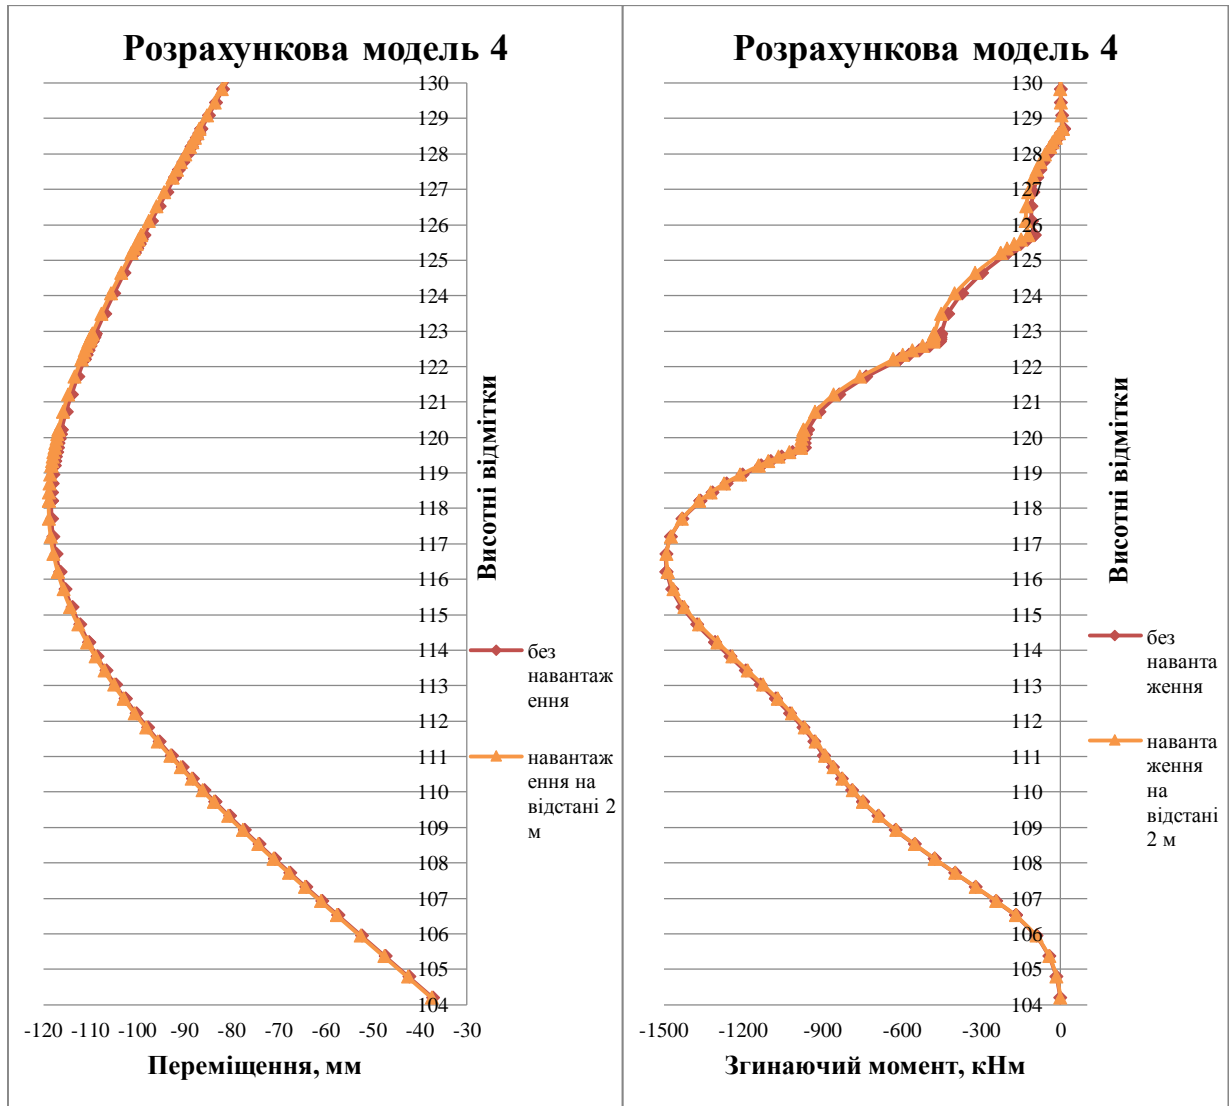 Розрахункова модель 4
130
129
128
127
126
125
124
123
122
121
120
119
118
117
116
115
114
113
112
111
110
109
108
107
106
105
104
-120 -110 -100 -90 -80 -70 -60 -50 -40 -30
Переміщення, мм
Висотні відмітки
без
навантаж
ення
навантаж
ення на
відстані 2
м
Розрахункова модель 4
130
129
128
127
126
125
124
123
122
121
120
119
118
117
116
115
114
113
112
111
110
109
108
107
106
105
104
-1500 -1200 -900 -600 -300 0
Згинаючий момент, кНм
Висотні відмітки
без
наванта
ження
наванта
ження
на
відстані
2 м